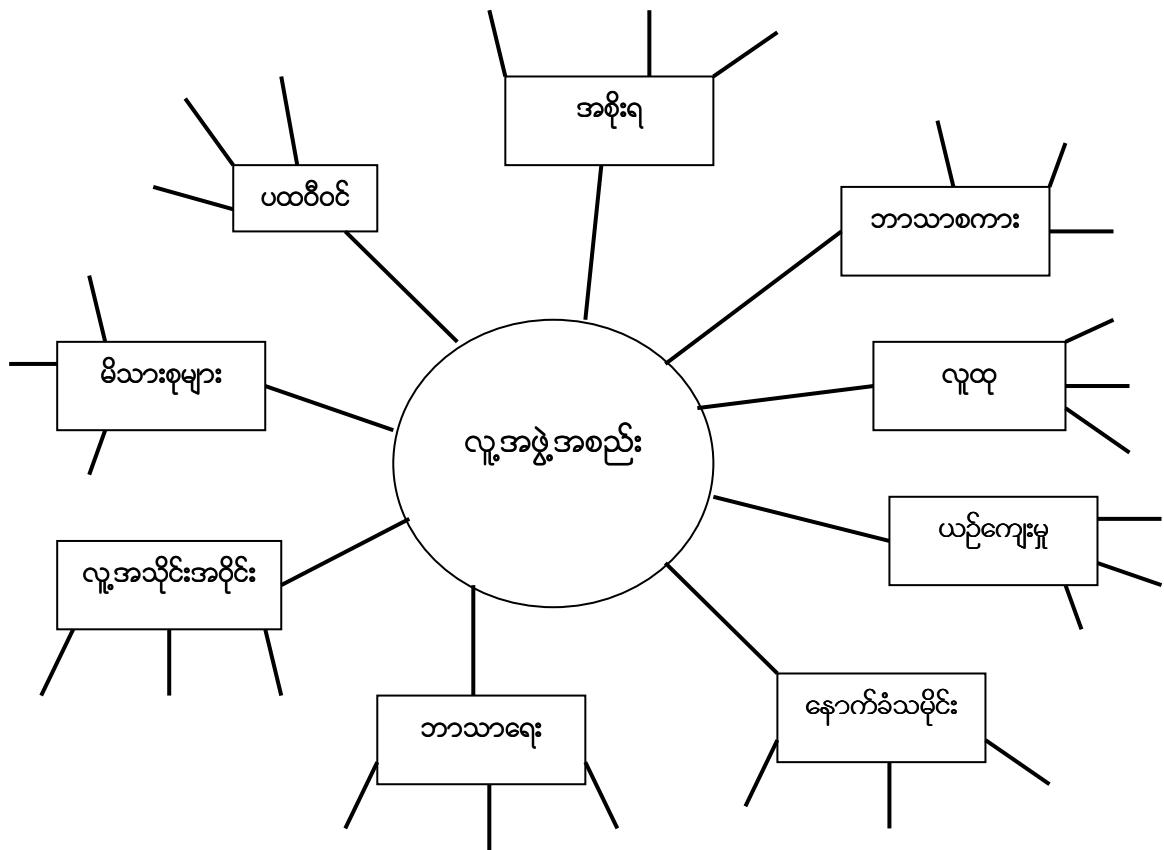 အစိုးရ
ပထဝီဝင်
ဘာသာစကား
မိသားစုများ
လူထု
လူ့အဖွဲ့အစည်း
ယဉ်ကျေးမှု
လူ့အသိုင်းအဝိုင်း
နောက်ခံသမိုင်း
ဘာသာရေး